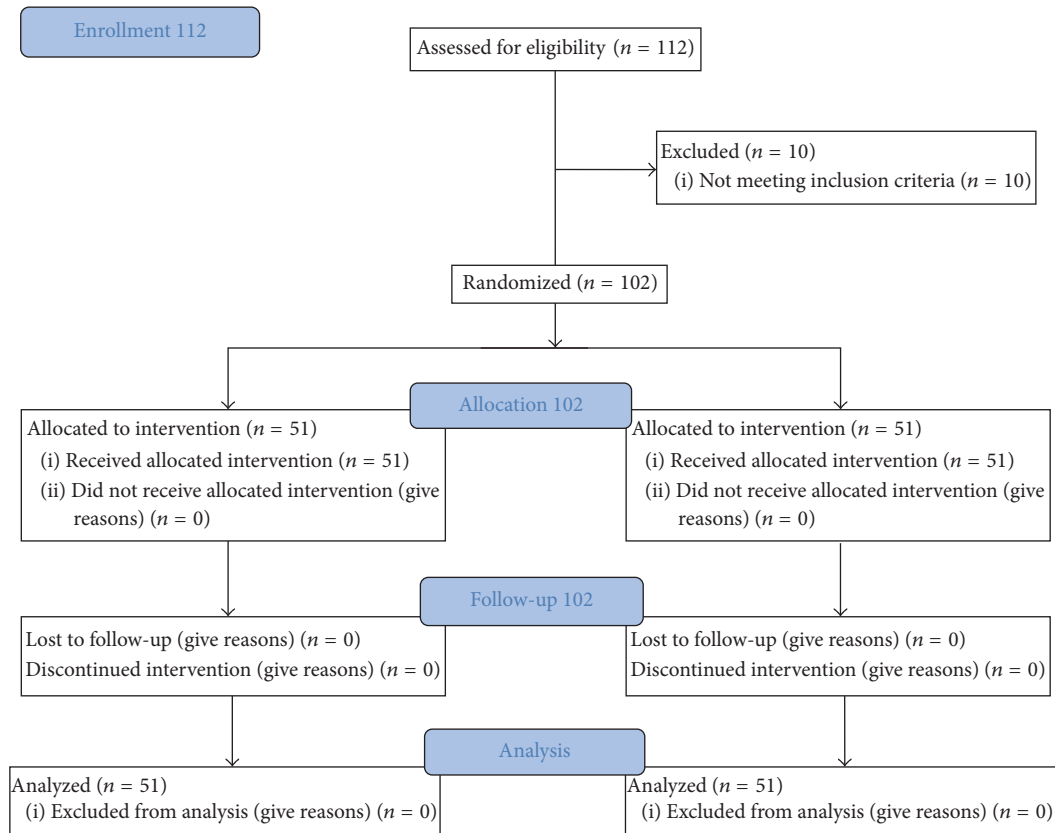 Enrollment 112
Assessed for eligibility (n = 112)
Excluded (n = 10)
(i) Not meeting inclusion criteria (n = 10)
Randomized (n = 102)
Allocation 102
Allocated to intervention (n = 51)
(i) Received allocated intervention (n = 51)
(ii) Did not receive allocated intervention (give
reasons) (n = 0)
Allocated to intervention (n = 51)
(i) Received allocated intervention (n = 51)
(ii) Did not receive allocated intervention (give
reasons) (n = 0)
Follow-up 102
Lost to follow-up (give reasons) (n = 0)
Discontinued intervention (give reasons) (n = 0)
Lost to follow-up (give reasons) (n = 0)
Discontinued intervention (give reasons) (n = 0)
Analysis
Analyzed (n = 51)
(i) Excluded from analysis (give reasons) (n = 0)
Analyzed (n = 51)
(i) Excluded from analysis (give reasons) (n = 0)